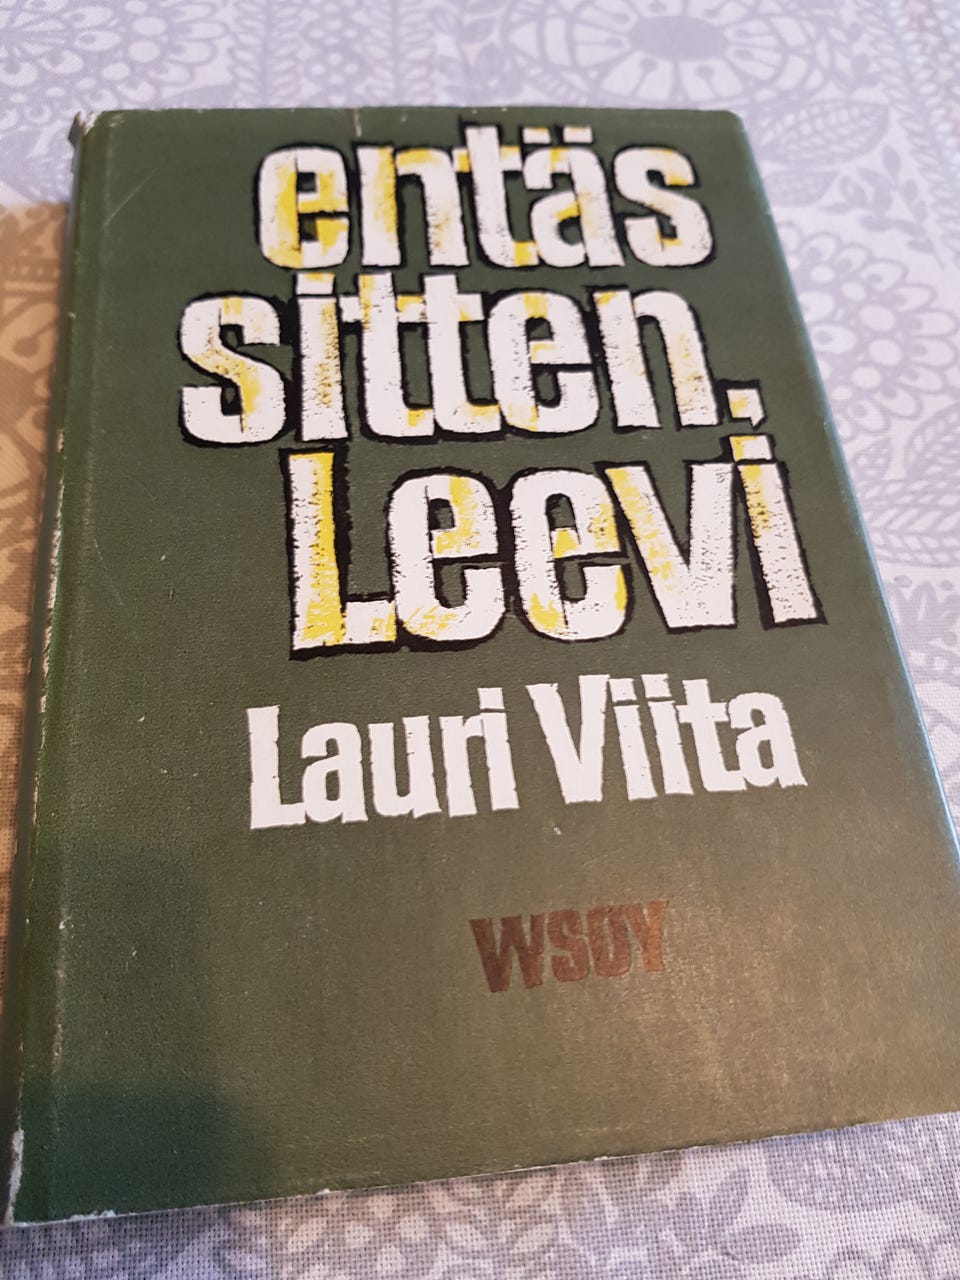 entäs
sitten,
Leevi
Lauri Viita
WSOY